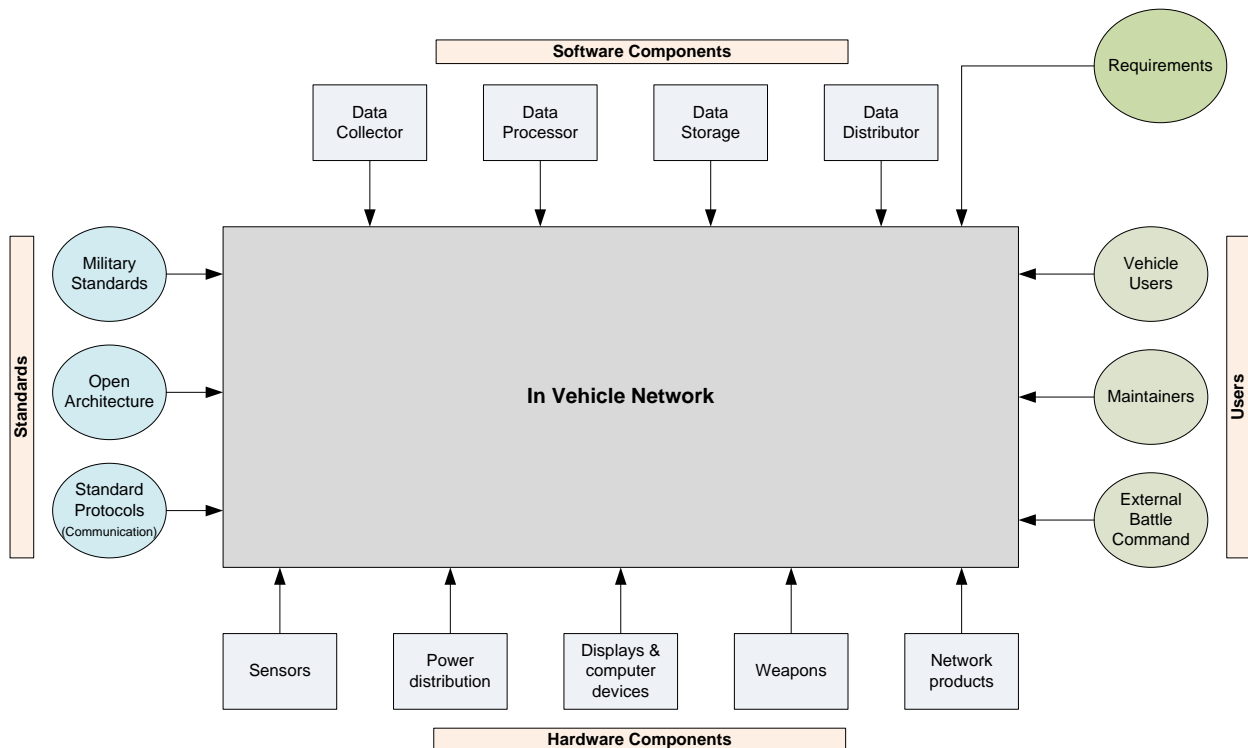 Software Components
Requirements
Data
Collector
Data
Processor
Data
Storage
Data
Distributor
Standards
Military
Standards
Open
Architecture
Standard
Protocols
(Communication)
In Vehicle Network
Vehicle
Users
Maintainers
External
Battle
Command
Users
Sensors
Power
distribution
Displays &
computer
devices
Weapons
Network
products
Hardware Components